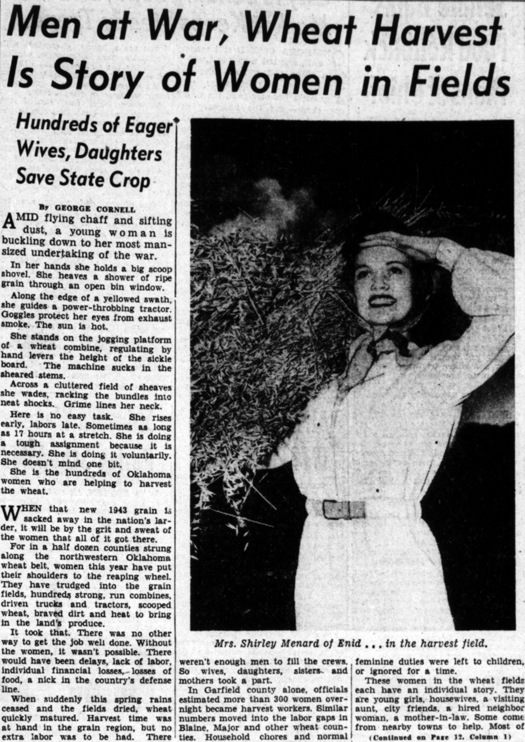 Men at War, Wheat Harvest
Is Story of Women in Fields
Hundreds of Eager
Wives, Daughters
Save State Crop
By GEORGE CORNELL
AMID flying chaff and sifting
dust, a young woman is
buckling down to her most man-
sized undertaking of the war.
In her hands she holds a big scoop
shovel. She heaves a shower of ripe
grain through an open bin window.
Along the edge of a yellowed swath,
she guides a power-throbbing tractor.
Goggles protect her eyes from exhaust
smoke. The sun is hot.
She stands on the jogging platform
of a wheat combine, regulating by
hand levers the height of the sickle
board. The machine sucks in the
sheared stems.
Across a cluttered field of sheaves
she wades, racking the bundles into
neat shocks. Grime lines her neck.
Here is no easy task. She rises
early, labors late. Sometimes as long
as 17 hours at a stretch. She is doing
a tough assignment because it is
necessary. She is doing it voluntarily.
She doesn't mind one bit.
She is the hundreds of Oklahoma
women who are helping to harvest
the wheat.
WHEN that new 1943 grain is
sacked away in the nation's lar-
der, it will be by the grit and sweat of
the women that all of it got there.
For in a half dozen counties strung
along the northwestern Oklahoma
wheat belt, women this year have put
their shoulders to the reaping wheel.
They have trudged into the grain
fields, hundreds strong, run combines,
driven trucks and tractors, scooped
wheat, braved dirt and heat to bring
in the land's produce.
It took that. There was no other
way to get the job well done. Without
the women, it wasn't possible. There
would have been delays, lack of labor,
individual financial losses, losses of
food, a nick in the country's defense
line.
When suddenly this spring rains
ceased and the fields dried, wheat
quickly matured. Harvest time was
at hand in the grain region, but no
extra labor was to be had. There
Mrs. Shirley Menard of Enid . . . in the harvest field.
weren't enough men to fill the crews.
So wives, daughters, sisters and
mothers took a part.
In Garfield county alone, officials
estimated more than 300 women over-
night became harvest workers. Similar
numbers moved into the labor gaps in
Blaine, Major and other wheat coun-
ties. Household chores and normal
feminine duties were left to children,
or ignored for a time.
These women in the wheat fields
each have an individual story. They
are young girls, housewives, a visiting
aunt, city friends, a hired neighbor
woman, a mother-in-law. Some come
from nearby towns to help. Most of
(Continued on Page 12, Column 1)